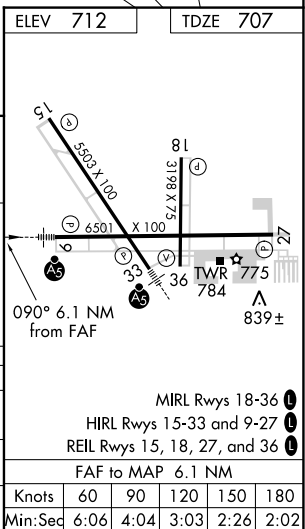 ELEV 712
TDZE 707
15
5503 X 100
P
18
P
3198 X 75
P
6501 X 100
9
P
V
P
27
A5
33
A5
36
TWR
784
775
839±
090° 6.1 NM
from FAF
MIRL Rwys 18-36 L
HIRL Rwys 15-33 and 9-27 L
REIL Rwys 15, 18, 27, and 36 L
FAF to MAP 6.1 NM
Knots 60 90 120 150 180
Min:Sec 6:06 4:04 3:03 2:26 2:02